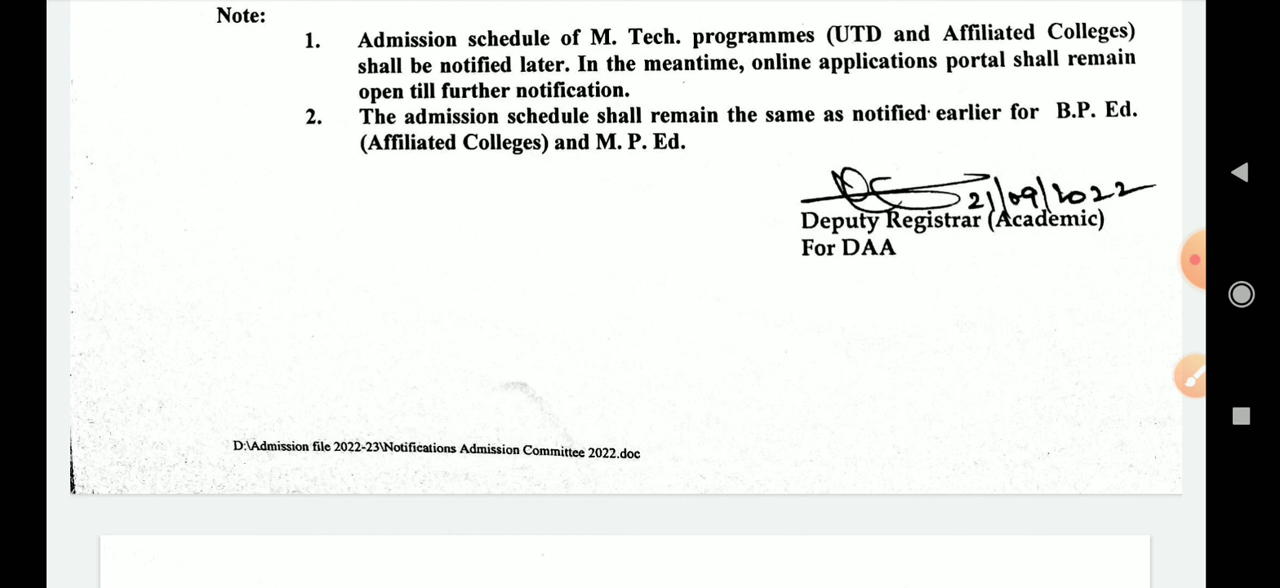 Note:
1. Admission schedule of M. Tech. programmes (UTD and Affiliated Colleges)
shall be notified later. In the meantime, online applications portal shall remain
open till further notification.
2. The admission schedule shall remain the same as notified earlier for B.P. Ed.
(Affiliated Colleges) and M. P. Ed.
21/09/2022
Deputy Registrar (Academic)
For DAA
D:\Admission file 2022-23\Notifications Admission Committee 2022.doc